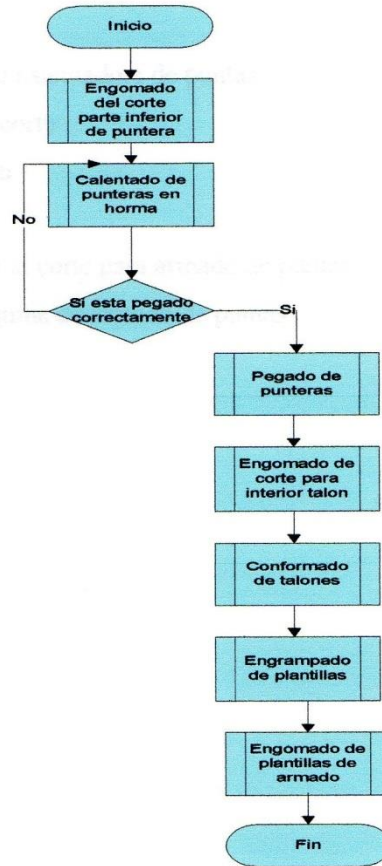 Inicio
Engomado
del corte
parte inferior
de puntera
Calentado de
punteras en
horma
No
Si esta pegado
correctamente
Si
Pegado de
punteras
Engomado de
corte para
interior talon
Conformado
de talones
Engrampado
de plantillas
Engomado de
plantillas de
armado
Fin